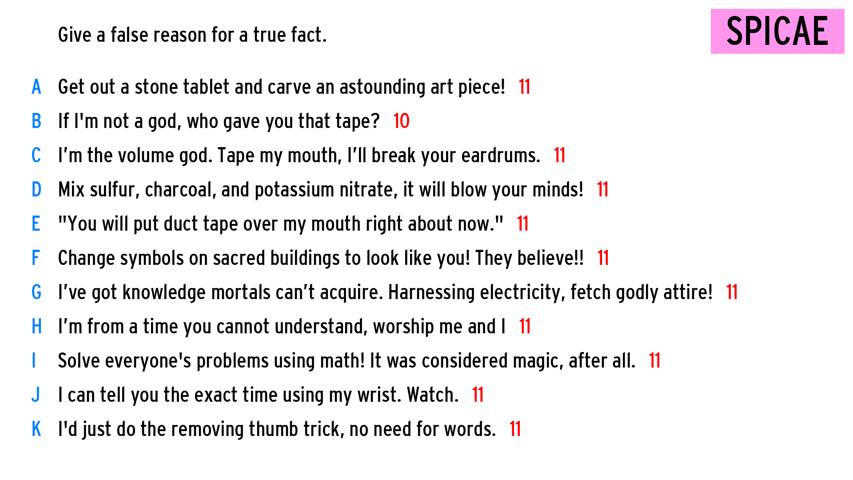 Give a false reason for a true fact.
SPICAE
A Get out a stone tablet and carve an astounding art piece! 11
B If I'm not a god, who gave you that tape? 10
C I'm the volume god. Tape my mouth, I'll break your eardrums. 11
D Mix sulfur, charcoal, and potassium nitrate, it will blow your minds! 11
E "You will put duct tape over my mouth right about now." 11
F Change symbols on sacred buildings to look like you! They believe!! 11
G I've got knowledge mortals can't acquire. Harnessing electricity, fetch godly attire! 11
H I'm from a time you cannot understand, worship me and I 11
I Solve everyone's problems using math! It was considered magic, after all. 11
J I can tell you the exact time using my wrist. Watch. 11
K I'd just do the removing thumb trick, no need for words. 11